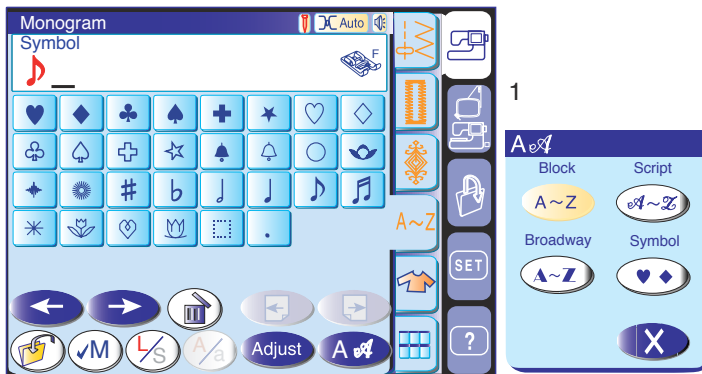 Monogram
Auto
Symbol
F
A~Z
SET
?
✓M
L/S
A/a
Adjust
A A
1
A A
Block
Script
A~Z
A~Z
Broadway
Symbol
A~Z
X